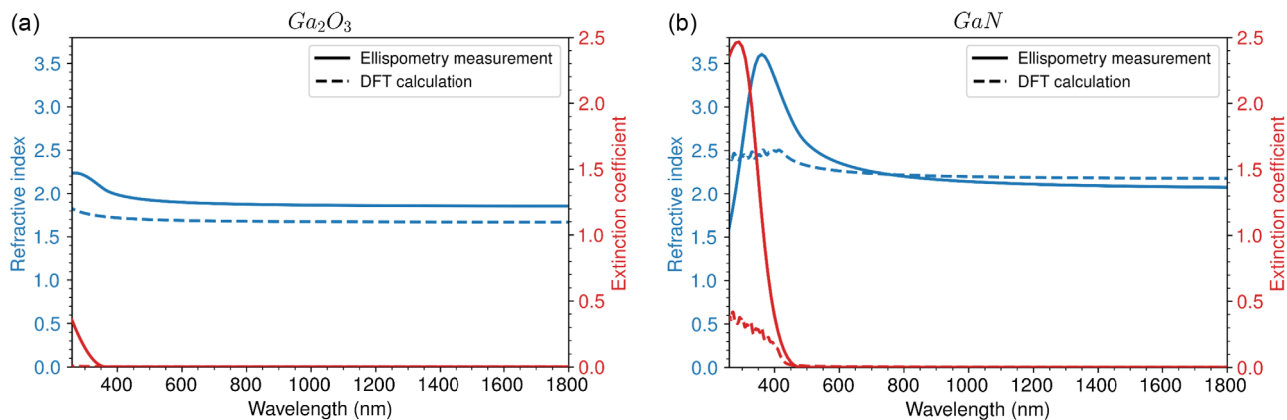 (a)
Ga₂O₃
Ellispometry measurement
DFT calculation
Refractive index
3.5
3.0
2.5
2.0
1.5
1.0
0.5
0.0
2.5
2.0
1.5
1.0
0.5
0.0
Extinction coefficient
400 600 800 1000 1200 1400 1600 1800
Wavelength (nm)
(b)
GaN
Ellispometry measurement
DFT calculation
Refractive index
3.5
3.0
2.5
2.0
1.5
1.0
0.5
0.0
2.5
2.0
1.5
1.0
0.5
0.0
Extinction coefficient
400 600 800 1000 1200 1400 1600 1800
Wavelength (nm)